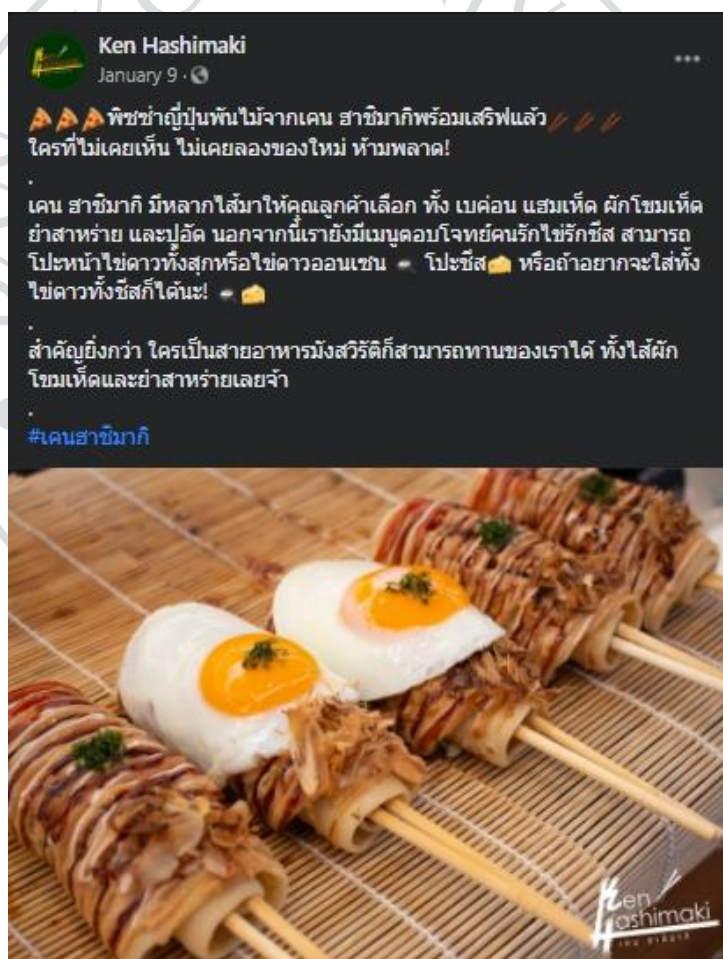 Ken Hashimaki
January 9
🍕🍕🍕พิซซ่าญี่ปุ่นพันไม้จากเคน ฮาชิมากิพร้อมเสริฟแล้ว🥢🥢🥢
ใครที่ไม่เคยเห็น ไม่เคยลองของใหม่ ห้ามพลาด!
.
เคน ฮาชิมากิ มีหลากไส้มาให้คุณลูกค้าเลือก ทั้ง เบค่อน แฮมเห็ด ผักโขมเห็ด
ยำสาหร่าย และปูอัด นอกจากนี้เรายังมีเมนูตอบโจทย์คนรักไข่รักชีส สามารถ
โปะหน้าไข่ดาวทั้งสุกหรือไข่ดาวออนเซน 🍳 โปะชีส🧀 หรือถ้าอยากจะใส่ทั้ง
ไข่ดาวทั้งชีสก็ได้นะ! 🍳🧀
.
สำคัญยิ่งกว่า ใครเป็นสายอาหารมังสวิรัติก็สามารถทานของเราได้ ทั้งไส้ผัก
โขมเห็ดและยำสาหร่ายเลยจ้า
.
#เคนฮาชิมากิ
Ken
Hashimaki
เคน ฮาชิมากิ